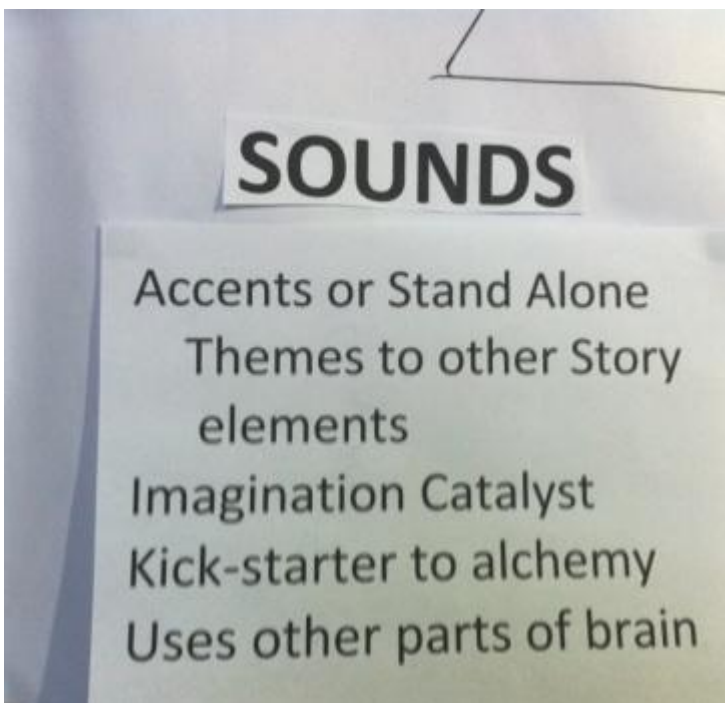 SOUNDS
Accents or Stand Alone
Themes to other Story
elements
Imagination Catalyst
Kick-starter to alchemy
Uses other parts of brain